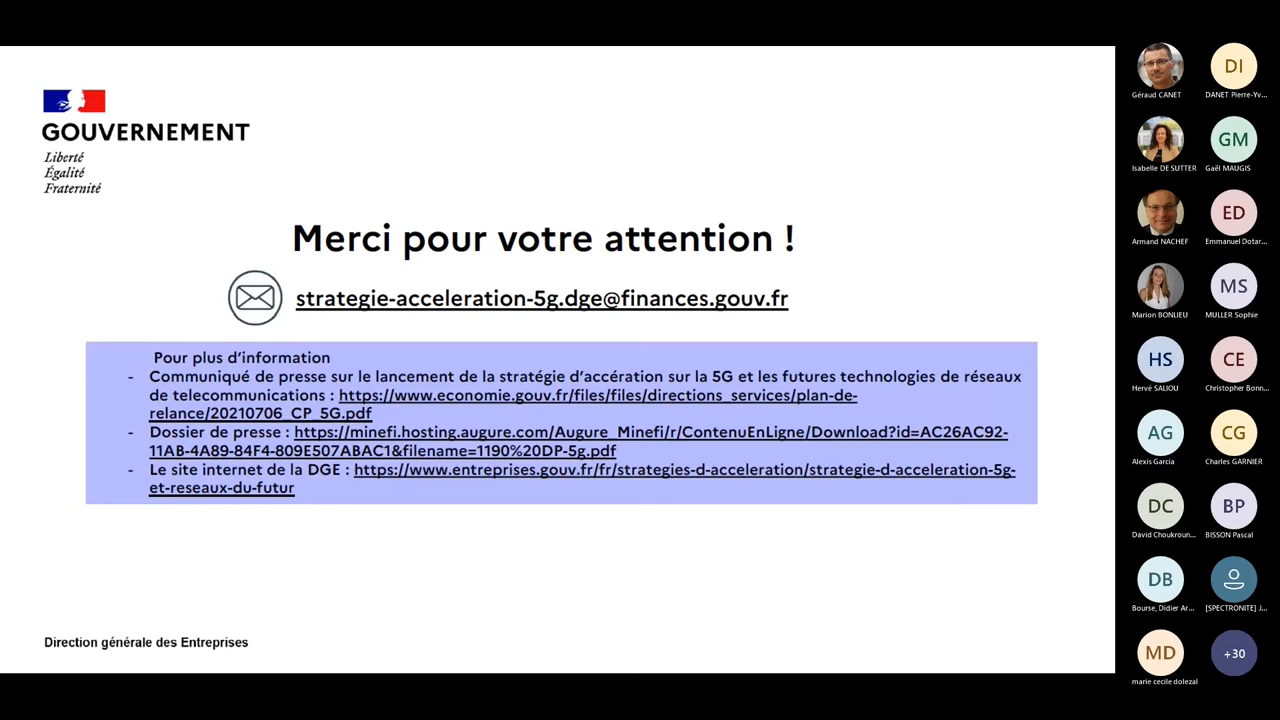 GOUVERNEMENT
Liberté
Égalité
Fraternité
Merci pour votre attention !
strategie-acceleration-5g.dge@finances.gouv.fr
Pour plus d'information
- Communiqué de presse sur le lancement de la stratégie d'accération sur la 5G et les futures technologies de réseaux
de telecommunications : https://www.economie.gouv.fr/files/files/directions_services/plan-de-
relance/20210706_CP_5G.pdf
- Dossier de presse : https://minefi.hosting.augure.com/Augure_Minefi/r/ContenuEnLigne/Download?id=AC26AC92-
11AB-4A89-84F4-809E507ABAC1&filename=1190%20DP-5g.pdf
- Le site internet de la DGE : https://www.entreprises.gouv.fr/fr/strategies-d-acceleration/strategie-d-acceleration-5g-
et-reseaux-du-futur
Direction générale des Entreprises
Géraud CANET
DI
DANET Pierre-Yv...
Isabelle DE SUTTER
GM
Gaël MAUGIS
Armand NACHEF
ED
Emmanuel Dotar...
Marion BONLIEU
MS
MULLER Sophie
HS
Hervé SALIOU
CE
Christopher Bonn...
AG
Alexis Garcia
CG
Charles GARNIER
DC
David Choukroun...
BP
BISSON Pascal
DB
Bourse, Didier Ar...
[SPECTRONITE] J...
MD
marie cecile dolezal
+30